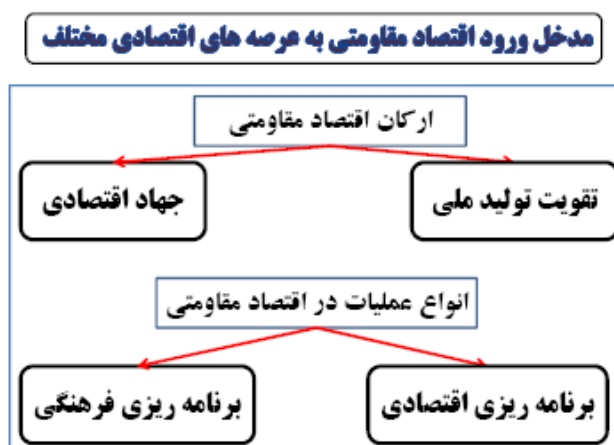 مدخل ورود اقتصاد مقاومتی به عرصه های اقتصادی مختلف
ارکان اقتصاد مقاومتی
تقویت تولید ملی
جهاد اقتصادی
انواع عملیات در اقتصاد مقاومتی
برنامه ریزی اقتصادی
برنامه ریزی فرهنگی